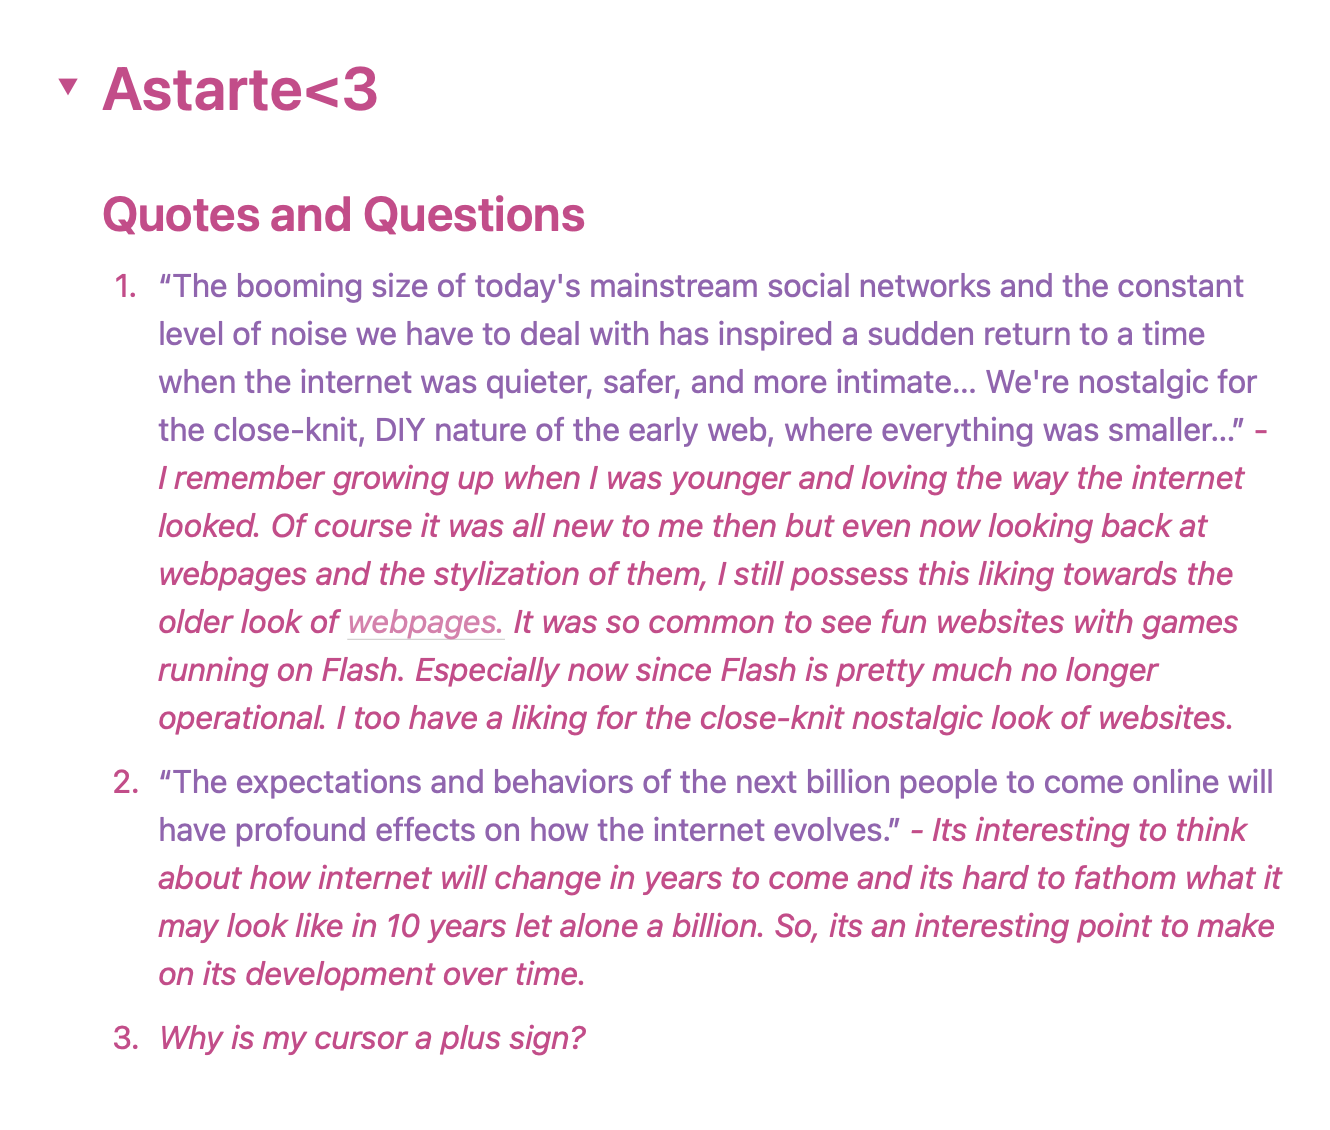 Astarte<3
Quotes and Questions
1. “The booming size of today's mainstream social networks and the constant
level of noise we have to deal with has inspired a sudden return to a time
when the internet was quieter, safer, and more intimate... We're nostalgic for
the close-knit, DIY nature of the early web, where everything was smaller...” -
I remember growing up when I was younger and loving the way the internet
looked. Of course it was all new to me then but even now looking back at
webpages and the stylization of them, I still possess this liking towards the
older look of webpages. It was so common to see fun websites with games
running on Flash. Especially now since Flash is pretty much no longer
operational. I too have a liking for the close-knit nostalgic look of websites.
2. “The expectations and behaviors of the next billion people to come online will
have profound effects on how the internet evolves.” - Its interesting to think
about how internet will change in years to come and its hard to fathom what it
may look like in 10 years let alone a billion. So, its an interesting point to make
on its development over time.
3. Why is my cursor a plus sign?